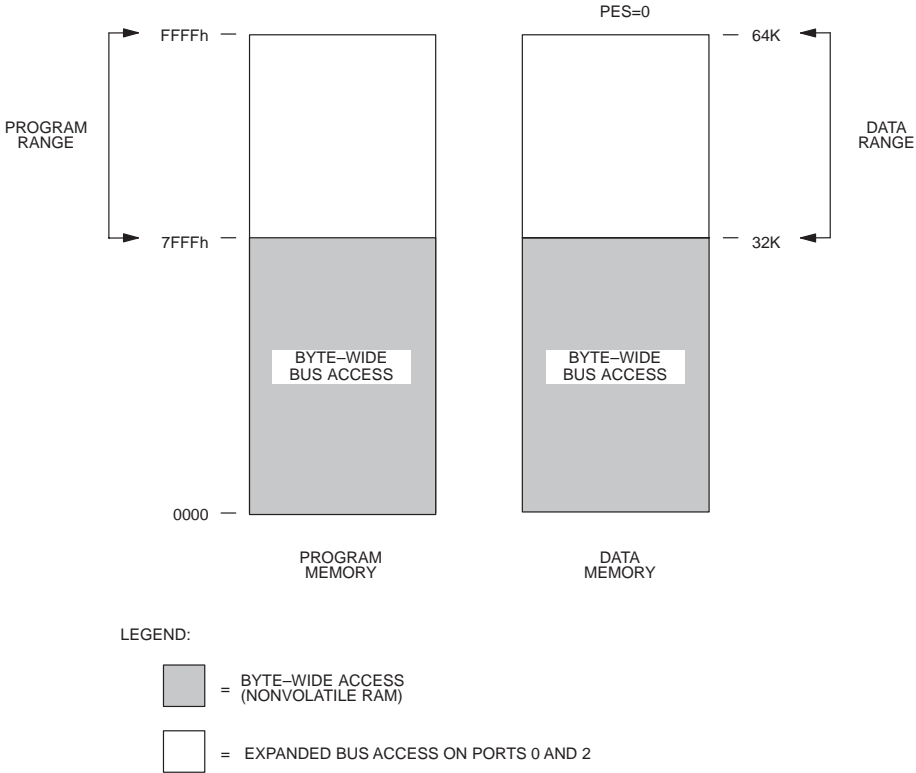 PES=0
FFFFh
64K
PROGRAM
RANGE
DATA
RANGE
7FFFh
32K
BYTE–WIDE
BUS ACCESS
BYTE–WIDE
BUS ACCESS
0000
PROGRAM
MEMORY
DATA
MEMORY
LEGEND:
= BYTE–WIDE ACCESS
(NONVOLATILE RAM)
= EXPANDED BUS ACCESS ON PORTS 0 AND 2